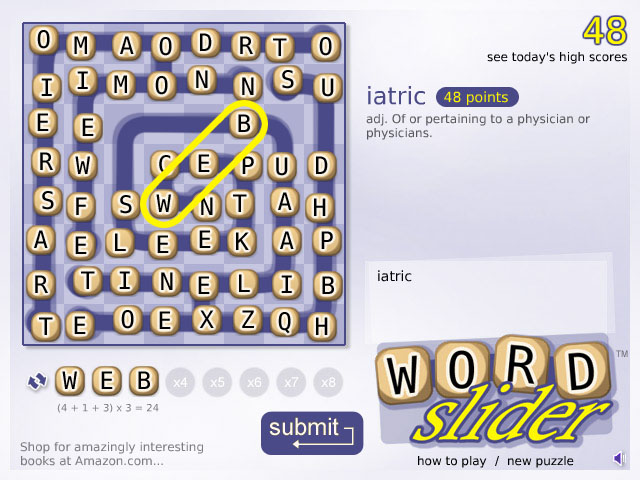 48
see today's high scores
O M A O D R T O
I I M O N N S U
E E B
R W C E P U D
S F S W N T A H
A E L E E K A P
R T I N E L I B
T E O E X Z Q H
iatric 48 points
adj. Of or pertaining to a physician or
physicians.
iatric
W E B x4 x5 x6 x7 x8
(4 + 1 + 3) x 3 = 24
submit
Shop for amazingly interesting
books at Amazon.com...
WORD TM
slider
how to play / new puzzle